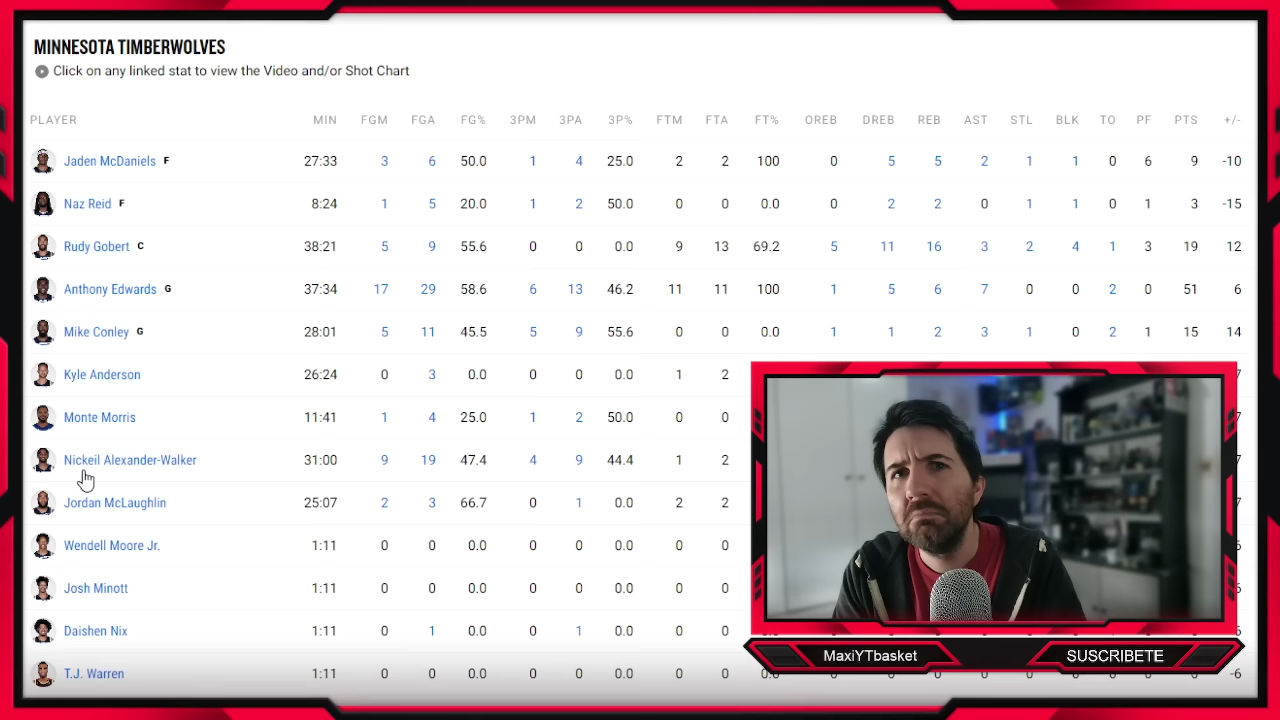 MINNESOTA TIMBERWOLVES
Click on any linked stat to view the Video and/or Shot Chart
PLAYER MIN FGM FGA FG% 3PM 3PA 3P% FTM FTA FT% OREB DREB REB AST STL BLK TO PF PTS +/-
Jaden McDaniels F 27:33 3 6 50.0 1 4 25.0 2 2 100 0 5 5 2 1 1 0 6 9 -10
Naz Reid F 8:24 1 5 20.0 1 2 50.0 0 0 0.0 0 2 2 0 1 1 0 1 3 -15
Rudy Gobert C 38:21 5 9 55.6 0 0 0.0 9 13 69.2 5 11 16 3 2 4 1 3 19 12
Anthony Edwards G 37:34 17 29 58.6 6 13 46.2 11 11 100 1 5 6 7 0 0 2 0 51 6
Mike Conley G 28:01 5 11 45.5 5 9 55.6 0 0 0.0 1 1 2 3 1 0 2 1 15 14
Kyle Anderson 26:24 0 3 0.0 0 0 0.0 1 2
Monte Morris 11:41 1 4 25.0 1 2 50.0 0 0
Nickeil Alexander-Walker 31:00 9 19 47.4 4 9 44.4 1 2
Jordan McLaughlin 25:07 2 3 66.7 0 1 0.0 2 2
Wendell Moore Jr. 1:11 0 0 0.0 0 0 0.0 0 0
Josh Minott 1:11 0 0 0.0 0 0 0.0 0 0
Daishen Nix 1:11 0 1 0.0 0 1 0.0 0 0
T.J. Warren 1:11 0 0 0.0 0 0 0.0 0 0 0.0 0 0 0 0 0 0 0 0 0 -6
MaxiYTbasket
SUSCRIBETE